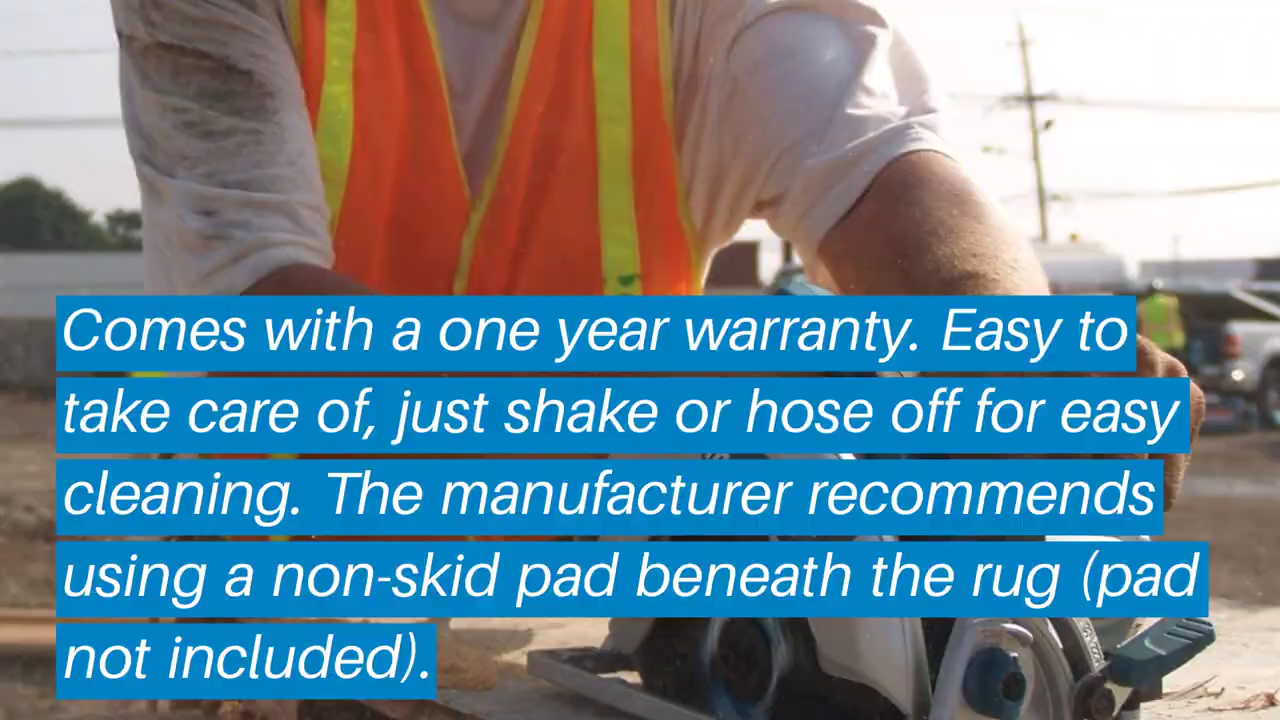 Comes with a one year warranty. Easy to
take care of, just shake or hose off for easy
cleaning. The manufacturer recommends
using a non-skid pad beneath the rug (pad
not included).